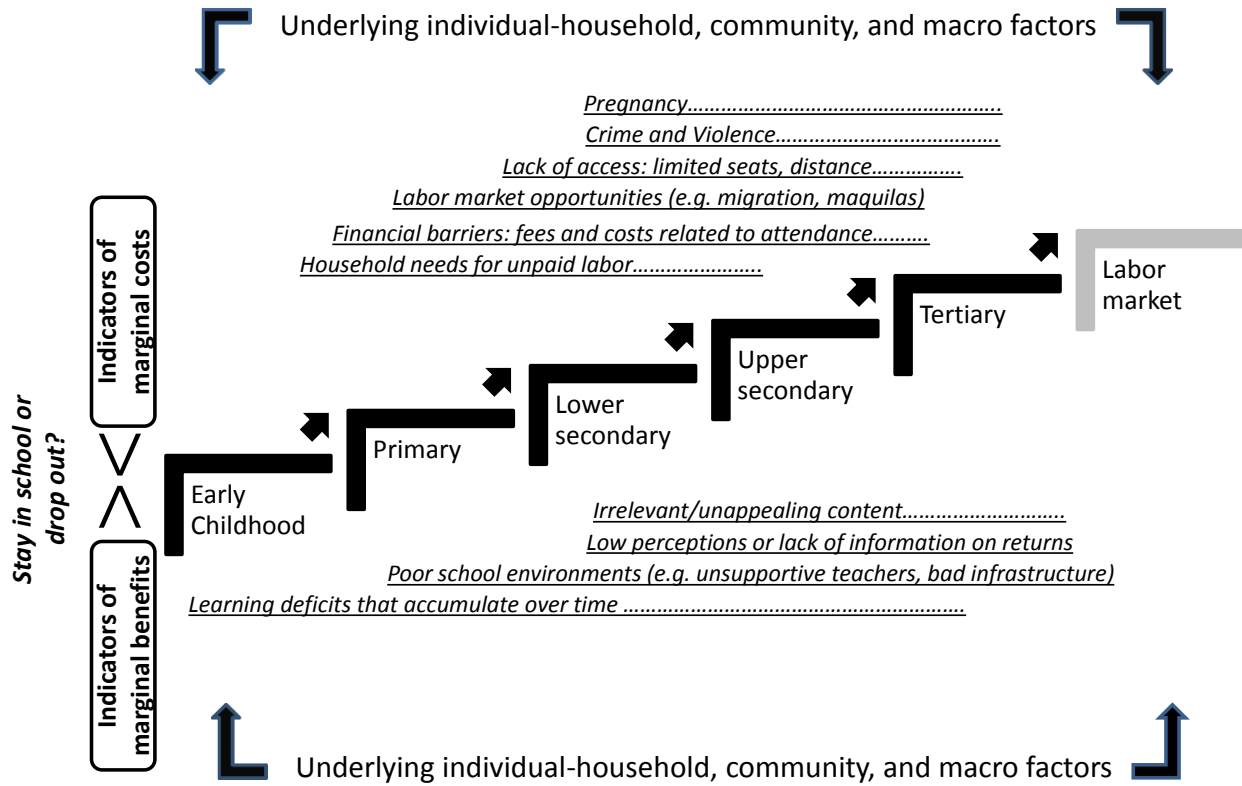 Underlying individual-household, community, and macro factors
Pregnancy……………………………………………..
Crime and Violence……………………………….
Lack of access: limited seats, distance…………….
Labor market opportunities (e.g. migration, maquilas)
Financial barriers: fees and costs related to attendance……….
Household needs for unpaid labor…………………..
Indicators of
marginal costs
Stay in school or
drop out?
Indicators of
marginal benefits
Early
Childhood
Primary
Lower
secondary
Upper
secondary
Tertiary
Labor
market
Irrelevant/unappealing content……………………..
Low perceptions or lack of information on returns
Poor school environments (e.g. unsupportive teachers, bad infrastructure)
Learning deficits that accumulate over time ………………………………………………….
Underlying individual-household, community, and macro factors